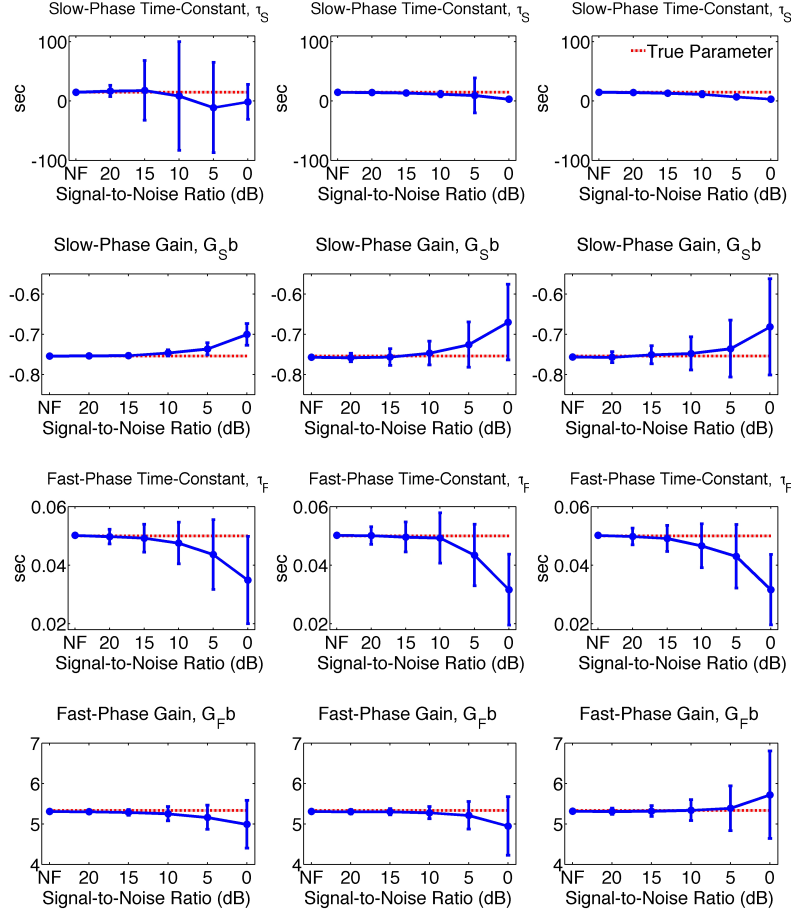 Slow-Phase Time-Constant, τS Slow-Phase Time-Constant, τS Slow-Phase Time-Constant, τS
100 100 100
True Parameter
sec sec sec
0 0 0
-100 -100 -100
NF 20 15 10 5 0 NF 20 15 10 5 0 NF 20 15 10 5 0
Signal-to-Noise Ratio (dB) Signal-to-Noise Ratio (dB) Signal-to-Noise Ratio (dB)
Slow-Phase Gain, GSb Slow-Phase Gain, GSb Slow-Phase Gain, GSb
-0.6 -0.6 -0.6
-0.7 -0.7 -0.7
-0.8 -0.8 -0.8
NF 20 15 10 5 0 NF 20 15 10 5 0 NF 20 15 10 5 0
Signal-to-Noise Ratio (dB) Signal-to-Noise Ratio (dB) Signal-to-Noise Ratio (dB)
Fast-Phase Time-Constant, τF Fast-Phase Time-Constant, τF Fast-Phase Time-Constant, τF
0.06 0.06 0.06
sec sec sec
0.04 0.04 0.04
0.02 0.02 0.02
NF 20 15 10 5 0 NF 20 15 10 5 0 NF 20 15 10 5 0
Signal-to-Noise Ratio (dB) Signal-to-Noise Ratio (dB) Signal-to-Noise Ratio (dB)
Fast-Phase Gain, GFb Fast-Phase Gain, GFb Fast-Phase Gain, GFb
7 7 7
6 6 6
5 5 5
4 4 4
NF 20 15 10 5 0 NF 20 15 10 5 0 NF 20 15 10 5 0
Signal-to-Noise Ratio (dB) Signal-to-Noise Ratio (dB) Signal-to-Noise Ratio (dB)